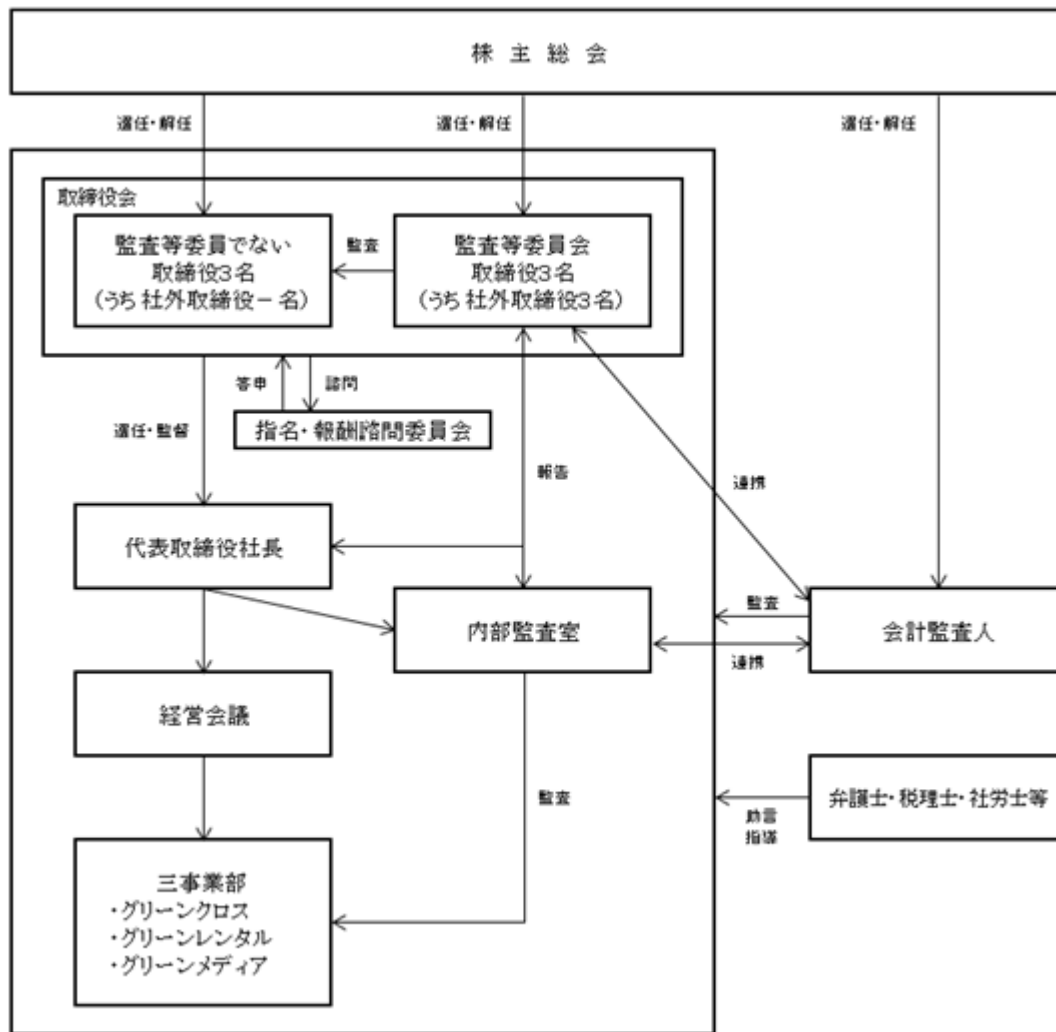 株主総会
選任・解任
選任・解任
選任・解任
取締役会
監査等委員でない
取締役3名
(うち社外取締役－名)
監査
監査等委員会
取締役3名
(うち社外取締役3名)
答申
諮問
指名・報酬諮問委員会
選任・監督
報告
連携
代表取締役社長
内部監査室
監査
連携
会計監査人
経営会議
監査
弁護士・税理士・社労士等
助言
指導
三事業部
・グリーンクロス
・グリーンレンタル
・グリーンメディア